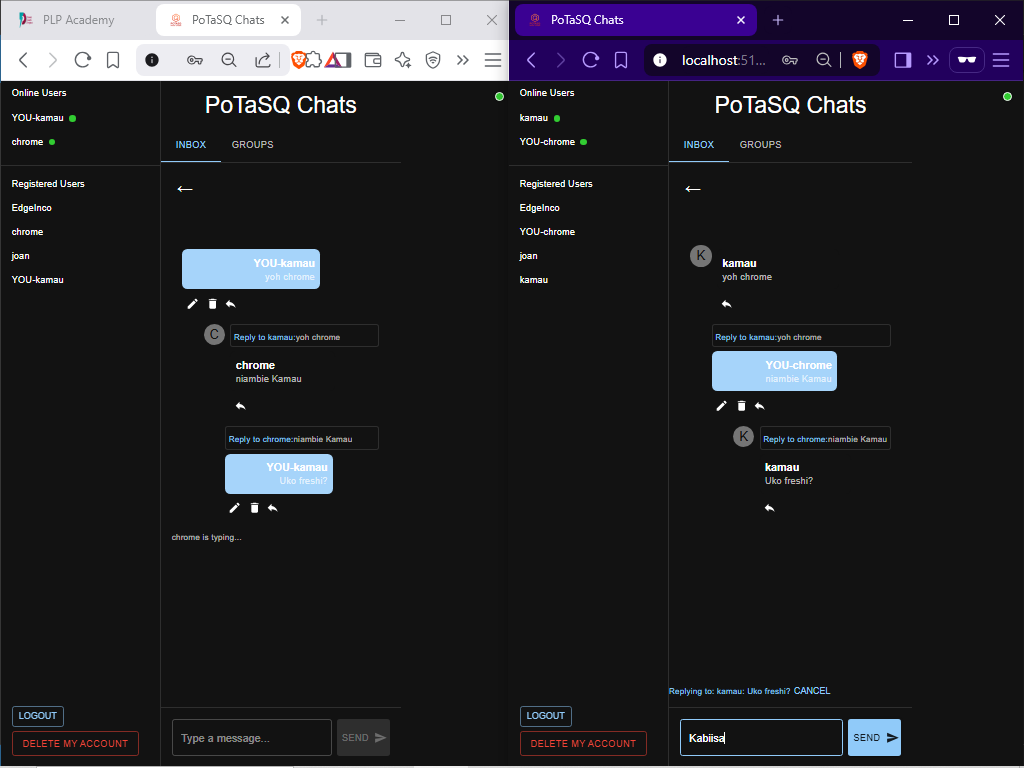 PLP Academy
PoTaSQ Chats
Online Users
YOU-kamau
chrome
Registered Users
EdgeInco
chrome
joan
YOU-kamau
LOGOUT
DELETE MY ACCOUNT
PoTaSQ Chats
INBOX GROUPS
YOU-kamau
yoh chrome
C
Reply to kamau:yoh chrome
chrome
niambie Kamau
Reply to chrome:niambie Kamau
YOU-kamau
Uko freshi?
chrome is typing...
Type a message...
SEND
PoTaSQ Chats
localhost:51...
Online Users
kamau
YOU-chrome
Registered Users
EdgeInco
YOU-chrome
joan
kamau
LOGOUT
DELETE MY ACCOUNT
PoTaSQ Chats
INBOX GROUPS
K
kamau
yoh chrome
Reply to kamau:yoh chrome
YOU-chrome
niambie Kamau
K
Reply to chrome:niambie Kamau
kamau
Uko freshi?
Replying to: kamau: Uko freshi? CANCEL
Kabiisa
SEND